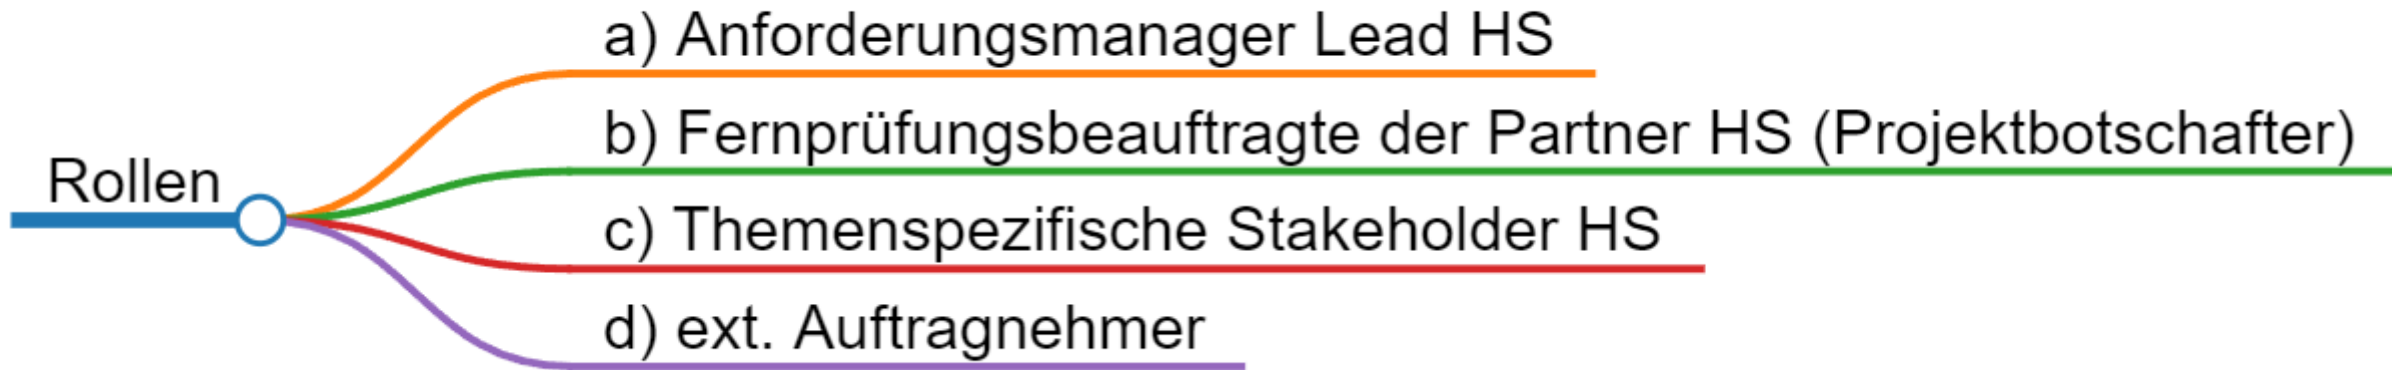 Rollen
a) Anforderungsmanager Lead HS
b) Fernprüfungsbeauftragte der Partner HS (Projektbotschafter)
c) Themenspezifische Stakeholder HS
d) ext. Auftragnehmer